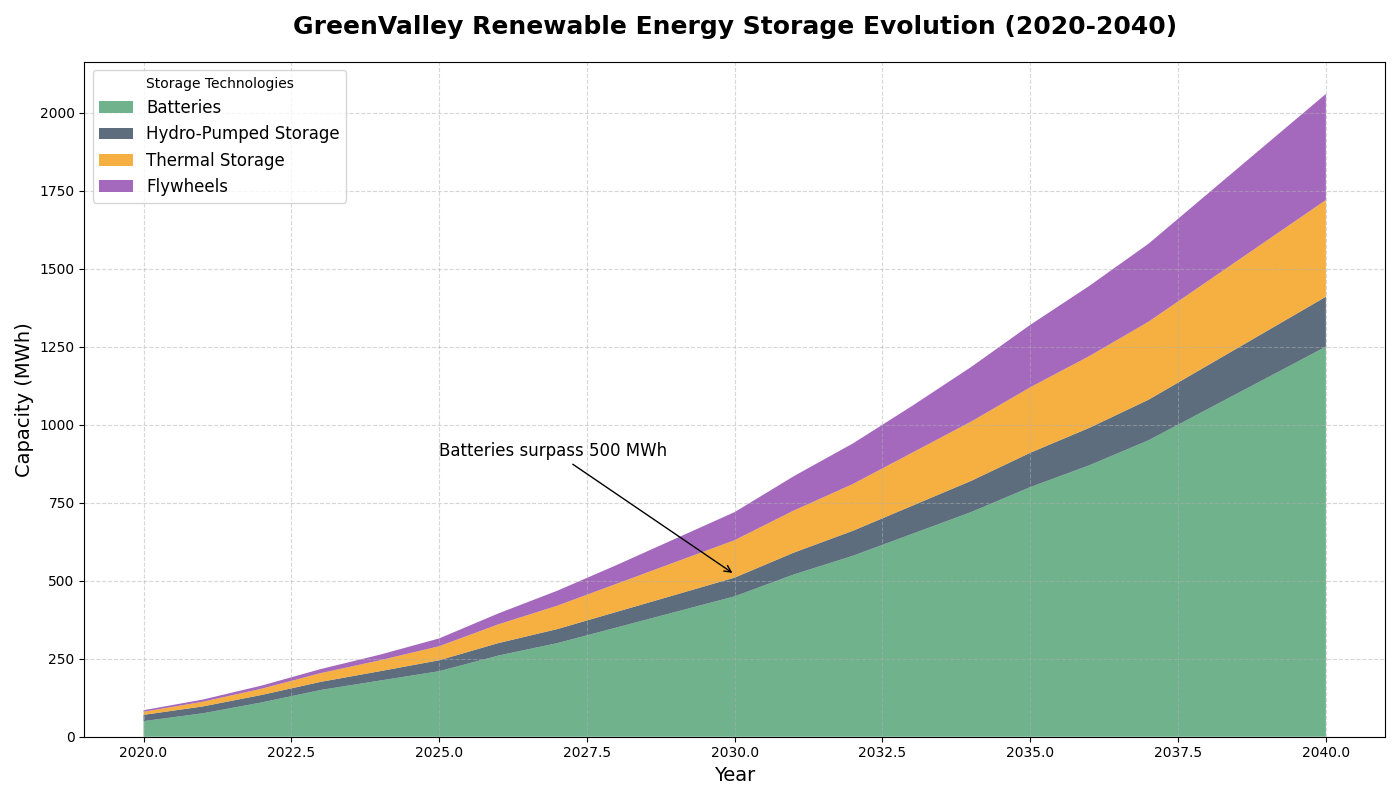 GreenValley Renewable Energy Storage Evolution (2020-2040)
Storage Technologies
Batteries
Hydro-Pumped Storage
Thermal Storage
Flywheels
Capacity (MWh)
2000
1750
1500
1250
1000
750
500
250
0
Batteries surpass 500 MWh
2020.0 2022.5 2025.0 2027.5 2030.0 2032.5 2035.0 2037.5 2040.0
Year